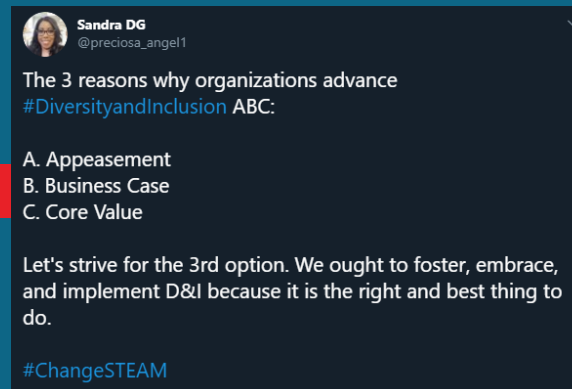 Sandra DG
@preciosa_angel1
The 3 reasons why organizations advance
#DiversityandInclusion ABC:
A. Appeasement
B. Business Case
C. Core Value
Let's strive for the 3rd option. We ought to foster, embrace,
and implement D&I because it is the right and best thing to
do.
#ChangeSTEAM